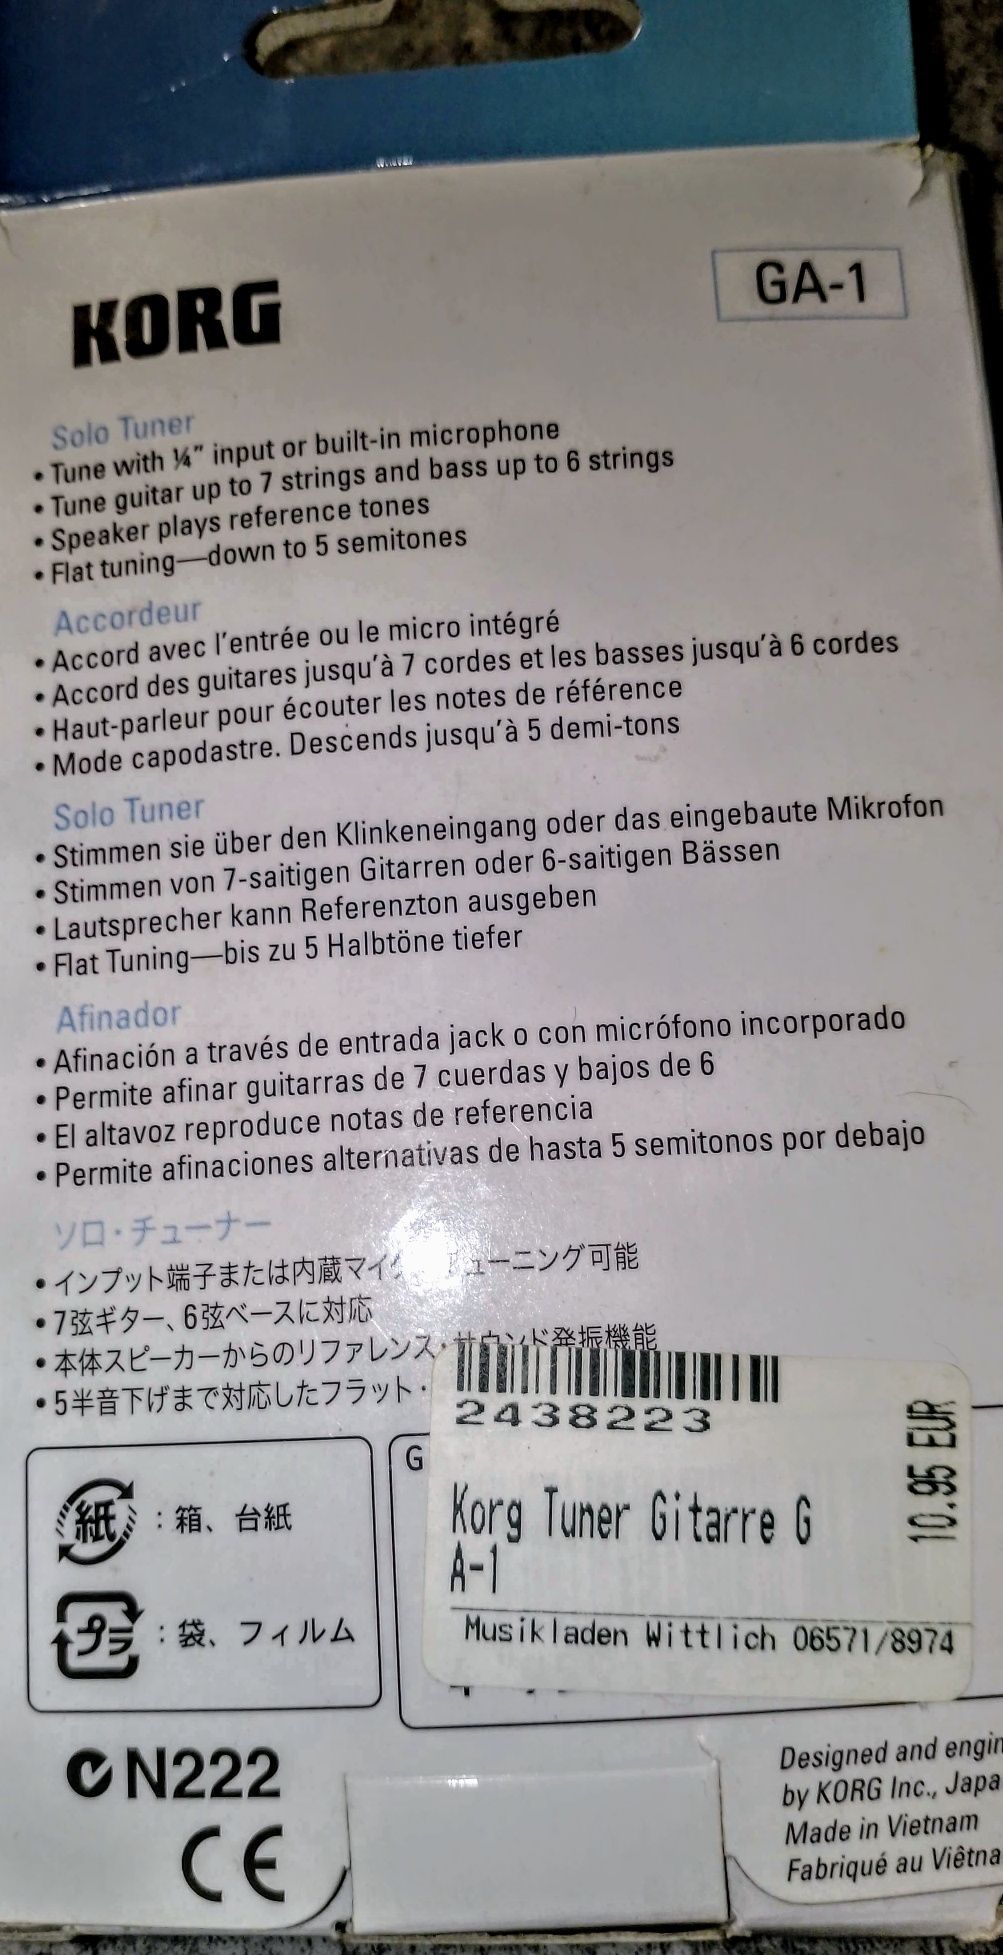 KORG
GA-1
Solo Tuner
• Tune with ¼" input or built-in microphone
• Tune guitar up to 7 strings and bass up to 6 strings
• Speaker plays reference tones
• Flat tuning—down to 5 semitones
Accordeur
• Accord avec l'entrée ou le micro intégré
• Accord des guitares jusqu'à 7 cordes et les basses jusqu'à 6 cordes
• Haut-parleur pour écouter les notes de référence
• Mode capodastre. Descends jusqu'à 5 demi-tons
Solo Tuner
• Stimmen sie über den Klinkeneingang oder das eingebaute Mikrofon
• Stimmen von 7-saitigen Gitarren oder 6-saitigen Bässen
• Lautsprecher kann Referenzton ausgeben
• Flat Tuning—bis zu 5 Halbtöne tiefer
Afinador
• Afinación a través de entrada jack o con micrófono incorporado
• Permite afinar guitarras de 7 cuerdas y bajos de 6
• El altavoz reproduce notas de referencia
• Permite afinaciones alternativas de hasta 5 semitonos por debajo
ソロ・チューナー
• インプット端子または内蔵マイク ューニング可能
• 7弦ギター、6弦ベースに対応
• 本体スピーカーからのリファレンス・サウンド発振機能
• 5半音下げまで対応したフラット・
2438223
10.95 EUR
Korg Tuner Gitarre G
A-1
Musikladen Wittlich 06571/8974
G
紙 : 箱、台紙
プラ : 袋、フィルム
N222
CE
Designed and engin
by KORG Inc., Japa
Made in Vietnam
Fabriqué au Viêtna